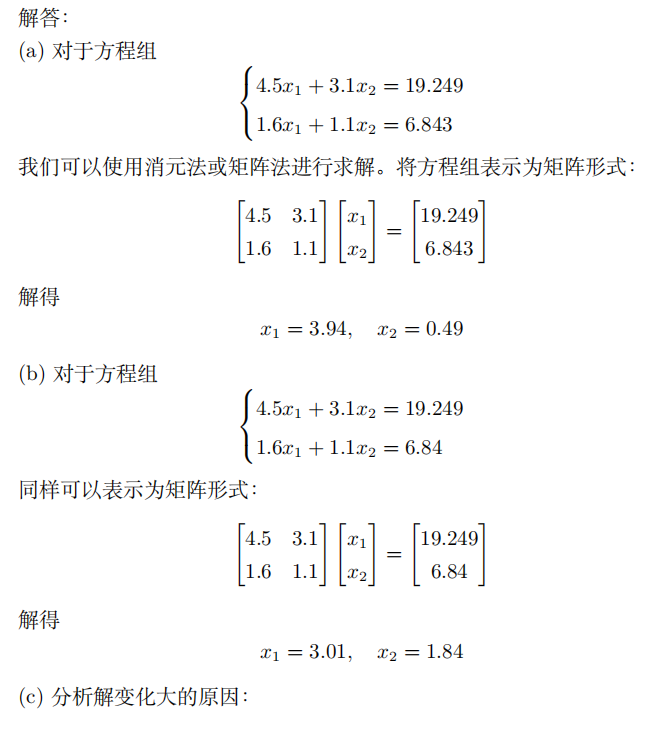 解答：
(a) 对于方程组
4.5x₁ + 3.1x₂ = 19.249
1.6x₁ + 1.1x₂ = 6.843
我们可以使用消元法或矩阵法进行求解。将方程组表示为矩阵形式：
[4.5 3.1; 1.6 1.1] [x₁; x₂] = [19.249; 6.843]
解得
x₁ = 3.94, x₂ = 0.49
(b) 对于方程组
4.5x₁ + 3.1x₂ = 19.249
1.6x₁ + 1.1x₂ = 6.84
同样可以表示为矩阵形式：
[4.5 3.1; 1.6 1.1] [x₁; x₂] = [19.249; 6.84]
解得
x₁ = 3.01, x₂ = 1.84
(c) 分析解变化大的原因：